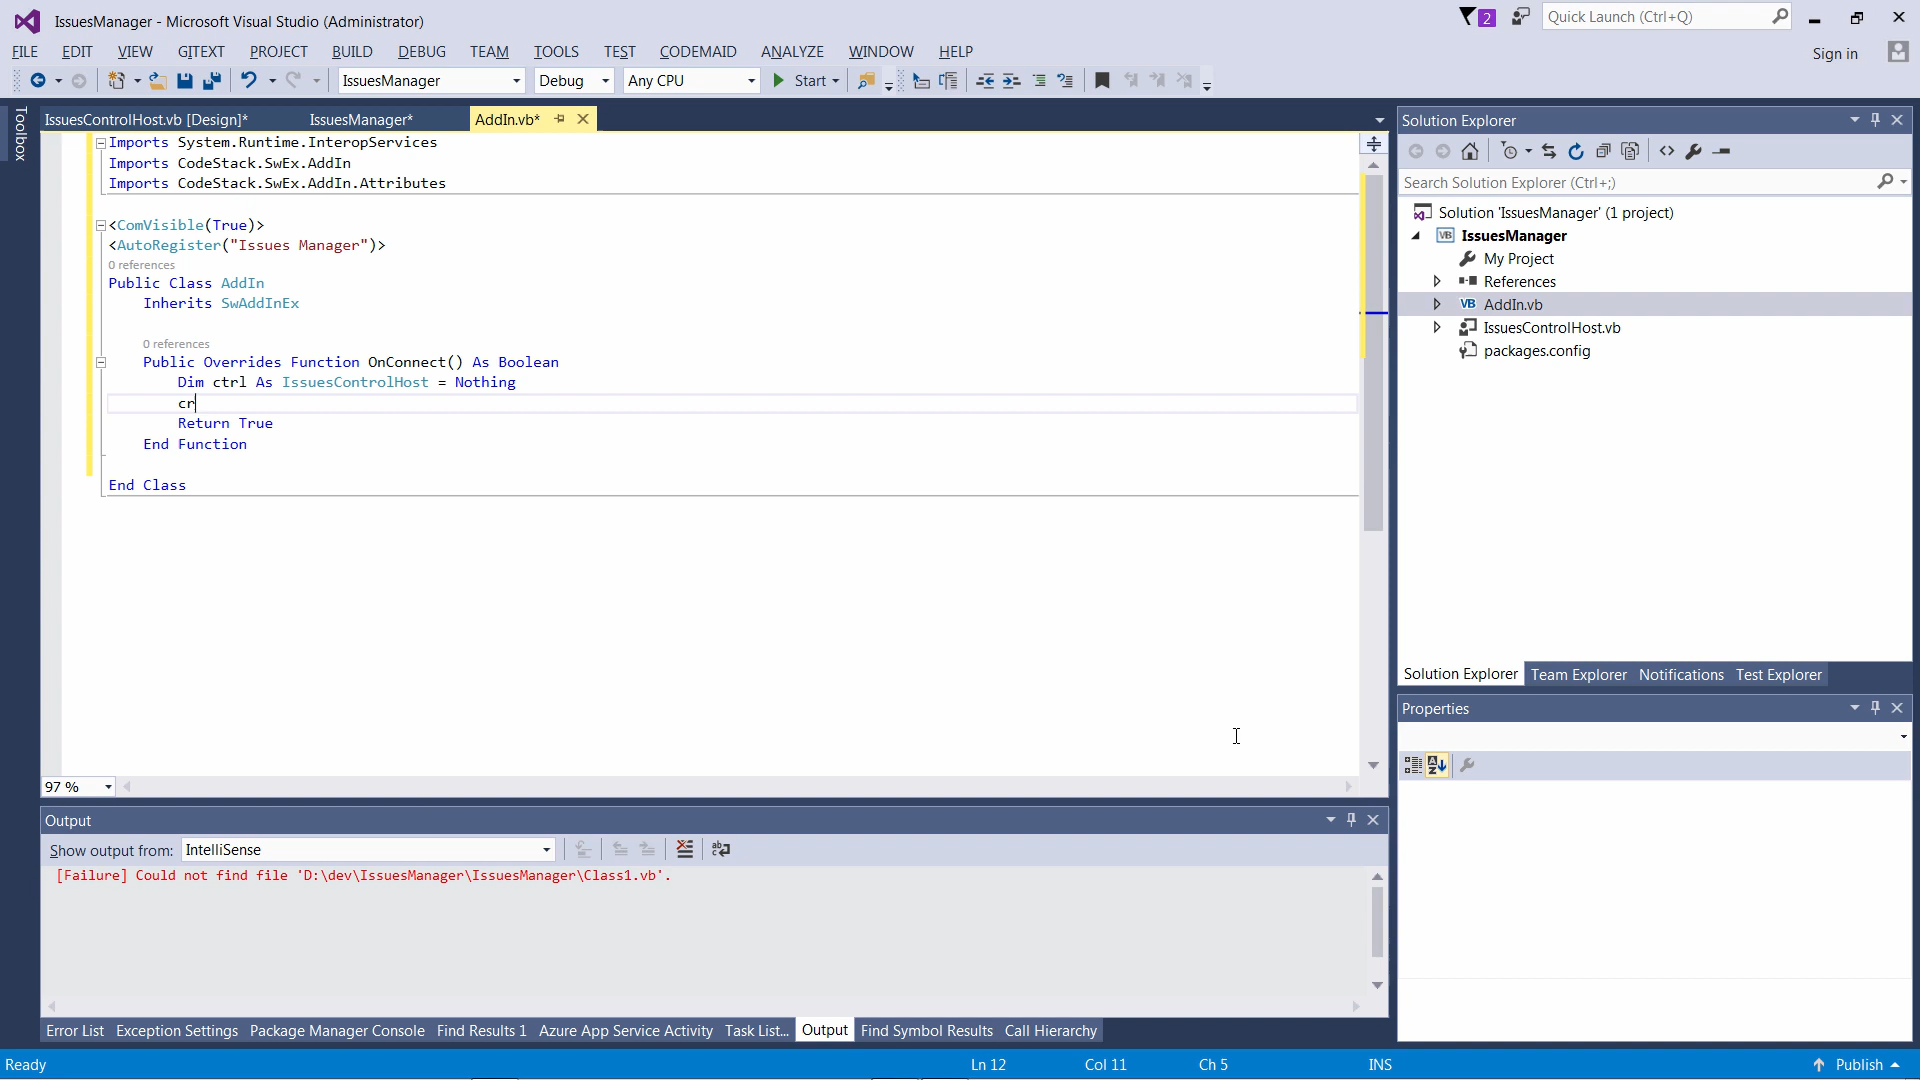 IssuesManager - Microsoft Visual Studio (Administrator)
2
Quick Launch (Ctrl+Q)
FILE EDIT VIEW GITEXT PROJECT BUILD DEBUG TEAM TOOLS TEST CODEMAID ANALYZE WINDOW HELP
Sign in
IssuesManager Debug Any CPU Start
Toolbox
IssuesControlHost.vb [Design]* IssuesManager* AddIn.vb*
Imports System.Runtime.InteropServices
Imports CodeStack.SwEx.AddIn
Imports CodeStack.SwEx.AddIn.Attributes
<ComVisible(True)>
<AutoRegister("Issues Manager")>
0 references
Public Class AddIn
Inherits SwAddInEx
0 references
Public Overrides Function OnConnect() As Boolean
Dim ctrl As IssuesControlHost = Nothing
cr
Return True
End Function
End Class
97 %
Output
Show output from: IntelliSense
[Failure] Could not find file 'D:\dev\IssuesManager\IssuesManager\Class1.vb'.
Error List Exception Settings Package Manager Console Find Results 1 Azure App Service Activity Task List... Output Find Symbol Results Call Hierarchy
Solution Explorer
Search Solution Explorer (Ctrl+;)
Solution 'IssuesManager' (1 project)
VB IssuesManager
My Project
References
VB AddIn.vb
IssuesControlHost.vb
packages.config
Solution Explorer Team Explorer Notifications Test Explorer
Properties
Ready Ln 12 Col 11 Ch 5 INS Publish